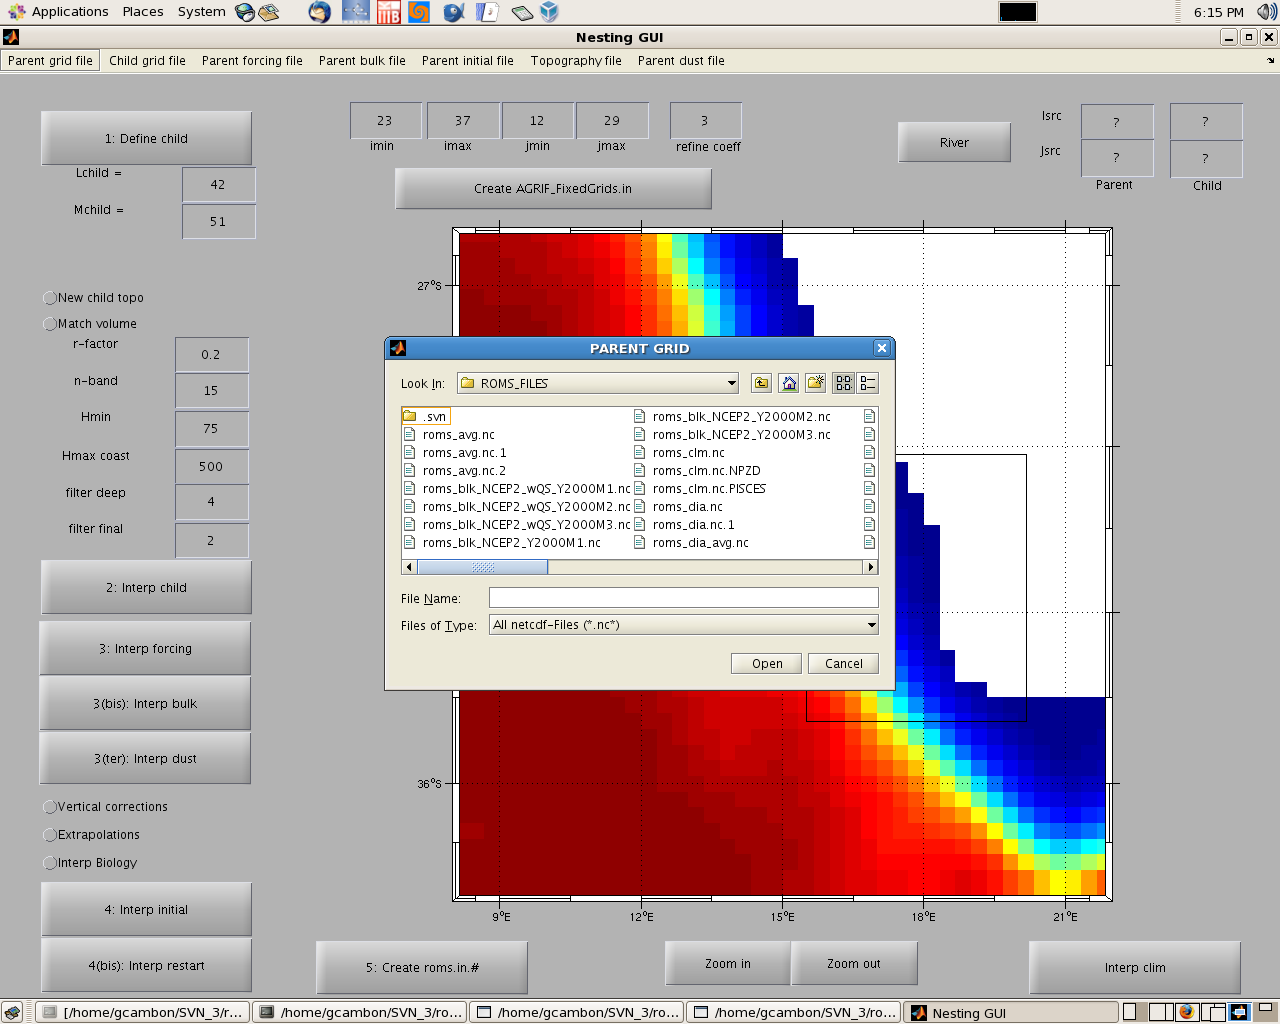 Applications Places System 6:15 PM
Nesting GUI
Parent grid file Child grid file Parent forcing file Parent bulk file Parent initial file Topography file Parent dust file
1: Define child
Lchild = 42
Mchild = 51
23 37 12 29 3
imin imax jmin jmax refine coeff
Create AGRIF_FixedGrids.in
River
Isrc ? ?
Jsrc ? ?
Parent Child
New child topo
Match volume
r-factor 0.2
n-band 15
Hmin 75
Hmax coast 500
filter deep 4
filter final 2
2: Interp child
3: Interp forcing
3(bis): Interp bulk
3(ter): Interp dust
Vertical corrections
Extrapolations
Interp Biology
4: Interp initial
4(bis): Interp restart
27°S
36°S
9°E 12°E 15°E 18°E 21°E
PARENT GRID
Look In: ROMS_FILES
.svn
roms_avg.nc
roms_avg.nc.1
roms_avg.nc.2
roms_blk_NCEP2_wQS_Y2000M1.nc
roms_blk_NCEP2_wQS_Y2000M2.nc
roms_blk_NCEP2_wQS_Y2000M3.nc
roms_blk_NCEP2_Y2000M1.nc
roms_blk_NCEP2_Y2000M2.nc
roms_blk_NCEP2_Y2000M3.nc
roms_clm.nc
roms_clm.nc.NPZD
roms_clm.nc.PISCES
roms_dia.nc
roms_dia.nc.1
roms_dia_avg.nc
File Name:
Files of Type: All netcdf-Files (*.nc*)
Open Cancel
5: Create roms.in.#
Zoom in Zoom out
Interp clim
[/home/gcambon/SVN_3/r... /home/gcambon/SVN_3/ro... /home/gcambon/SVN_3/ro... /home/gcambon/SVN_3/ro... Nesting GUI